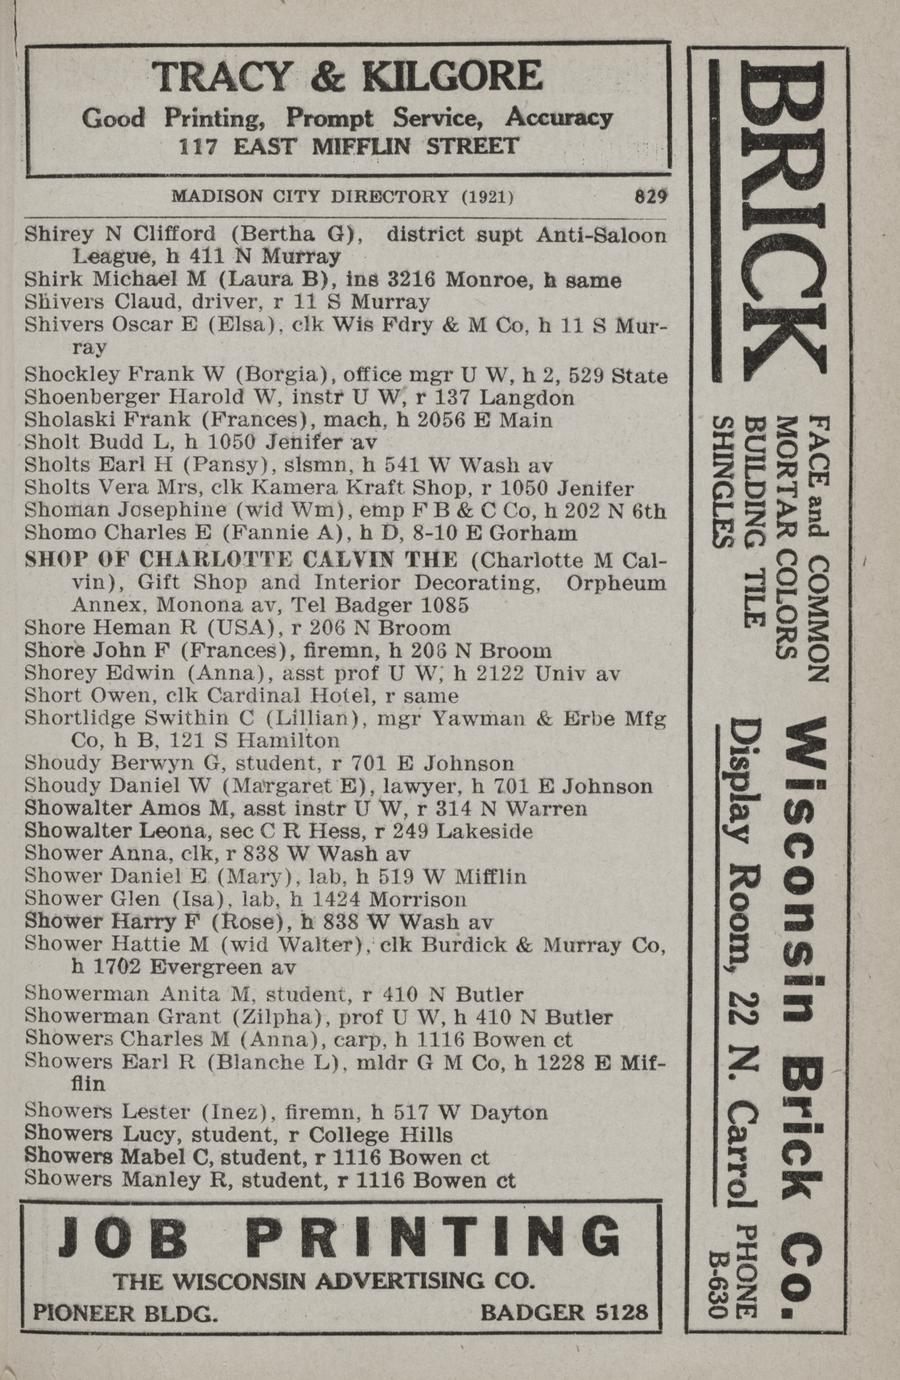 TRACY & KILGORE
Good Printing, Prompt Service, Accuracy
117 EAST MIFFLIN STREET
MADISON CITY DIRECTORY (1921) 829
Shirey N Clifford (Bertha G), district supt Anti-Saloon
League, h 411 N Murray
Shirk Michael M (Laura B), ins 3216 Monroe, h same
Shivers Claud, driver, r 11 S Murray
Shivers Oscar E (Elsa), clk Wis Fdry & M Co, h 11 S Mur-
ray
Shockley Frank W (Borgia), office mgr U W, h 2, 529 State
Shoenberger Harold W, instr U W, r 137 Langdon
Sholaski Frank (Frances), mach, h 2056 E Main
Sholt Budd L, h 1050 Jenifer av
Sholts Earl H (Pansy), slsmn, h 541 W Wash av
Sholts Vera Mrs, clk Kamera Kraft Shop, r 1050 Jenifer
Shoman Josephine (wid Wm), emp F B & C Co, h 202 N 6th
Shomo Charles E (Fannie A), h D, 8-10 E Gorham
SHOP OF CHARLOTTE CALVIN THE (Charlotte M Cal-
vin), Gift Shop and Interior Decorating, Orpheum
Annex, Monona av, Tel Badger 1085
Shore Heman R (USA), r 206 N Broom
Shore John F (Frances), firemn, h 206 N Broom
Shorey Edwin (Anna), asst prof U W, h 2122 Univ av
Short Owen, clk Cardinal Hotel, r same
Shortlidge Swithin C (Lillian), mgr Yawman & Erbe Mfg
Co, h B, 121 S Hamilton
Shoudy Berwyn G, student, r 701 E Johnson
Shoudy Daniel W (Margaret E), lawyer, h 701 E Johnson
Showalter Amos M, asst instr U W, r 314 N Warren
Showalter Leona, sec C R Hess, r 249 Lakeside
Shower Anna, clk, r 838 W Wash av
Shower Daniel E (Mary), lab, h 519 W Mifflin
Shower Glen (Isa), lab, h 1424 Morrison
Shower Harry F (Rose), h 838 W Wash av
Shower Hattie M (wid Walter), clk Burdick & Murray Co,
h 1702 Evergreen av
Showerman Anita M, student, r 410 N Butler
Showerman Grant (Zilpha), prof U W, h 410 N Butler
Showers Charles M (Anna), carp, h 1116 Bowen ct
Showers Earl R (Blanche L), mldr G M Co, h 1228 E Mif-
flin
Showers Lester (Inez), firemn, h 517 W Dayton
Showers Lucy, student, r College Hills
Showers Mabel C, student, r 1116 Bowen ct
Showers Manley R, student, r 1116 Bowen ct
JOB PRINTING
THE WISCONSIN ADVERTISING CO.
PIONEER BLDG. BADGER 5128
BRICK
FACE and COMMON
MORTAR COLORS
BUILDING TILE
SHINGLES
Wisconsin Brick Co.
Display Room, 22 N. Carrol
PHONE
B-630